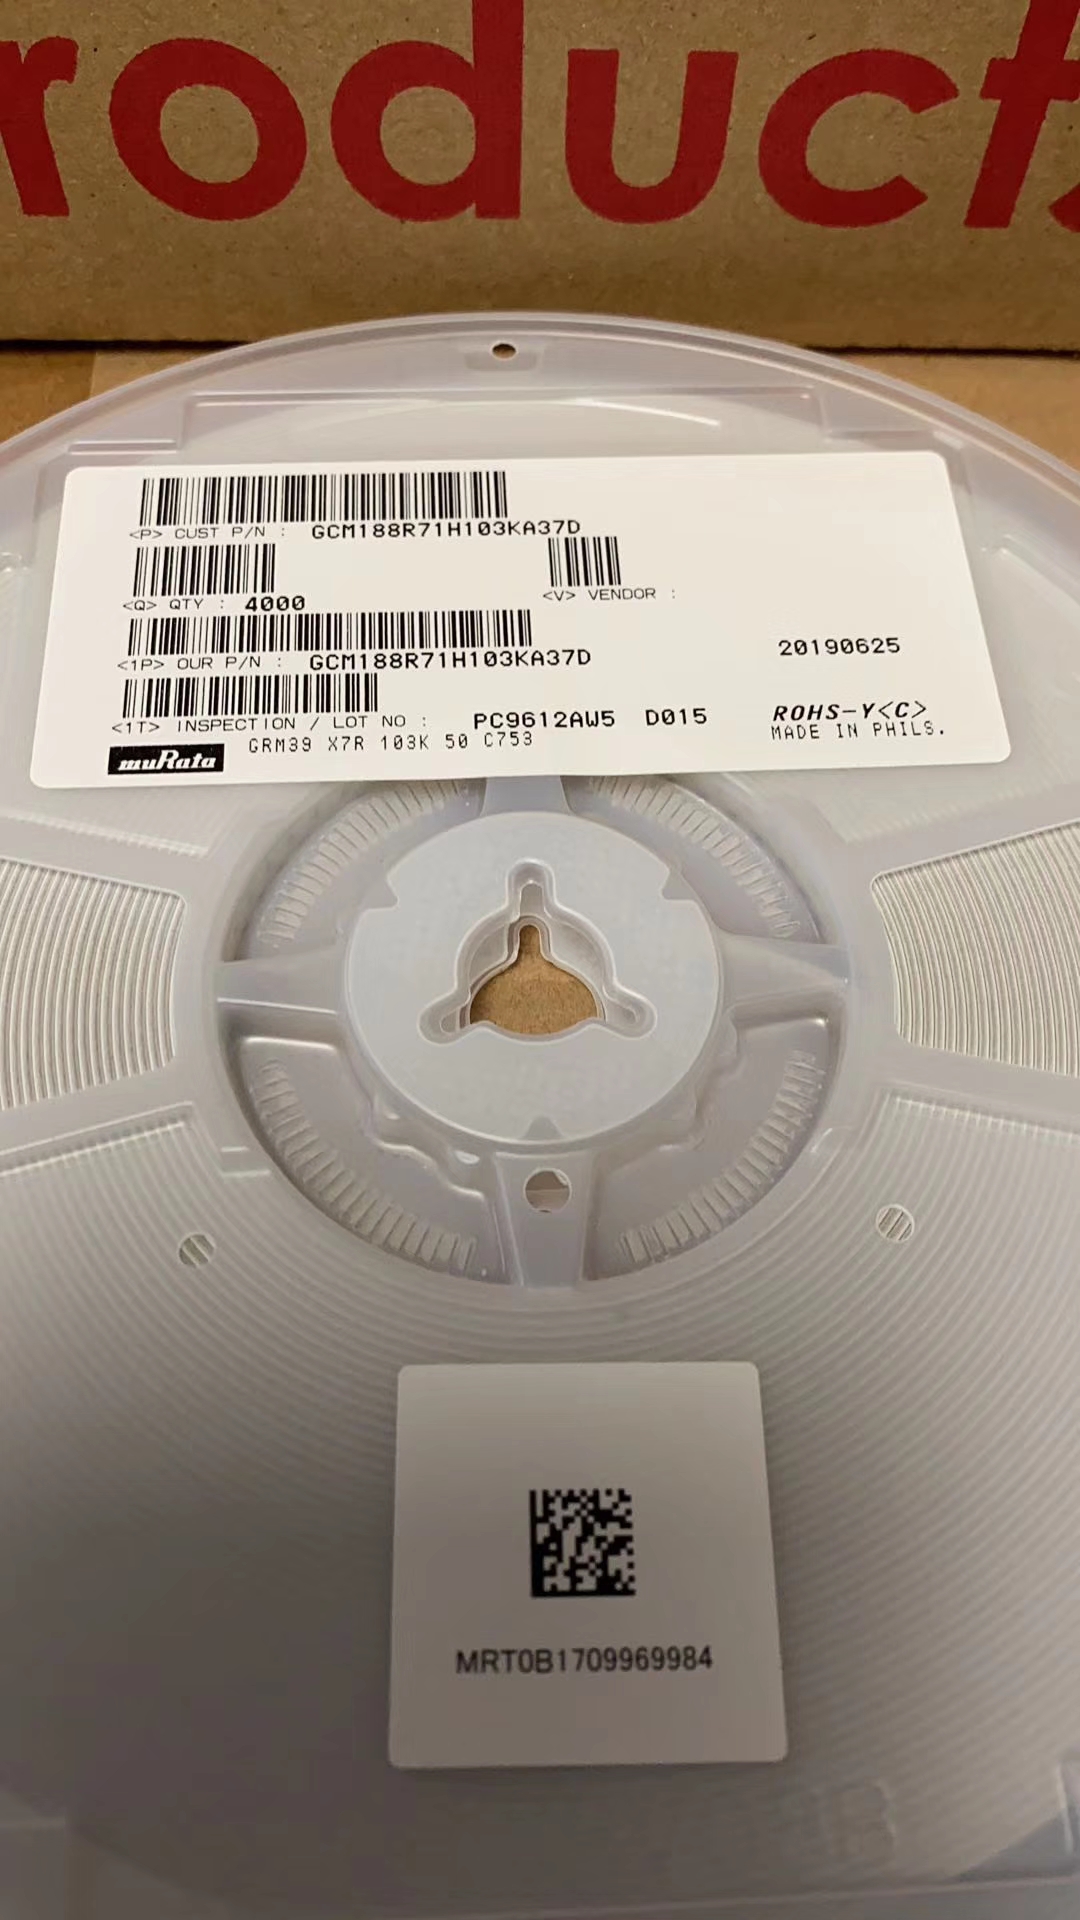 roducts
<P> CUST P/N : GCM188R71H103KA37D
<Q> QTY : 4000
<V> VENDOR :
<1P> OUR P/N : GCM188R71H103KA37D
20190625
<1T> INSPECTION / LOT NO : PC9612AW5 D015
ROHS-Y<C>
GRM39 X7R 103K 50 C753
MADE IN PHILS.
muRata
MRT0B1709969984